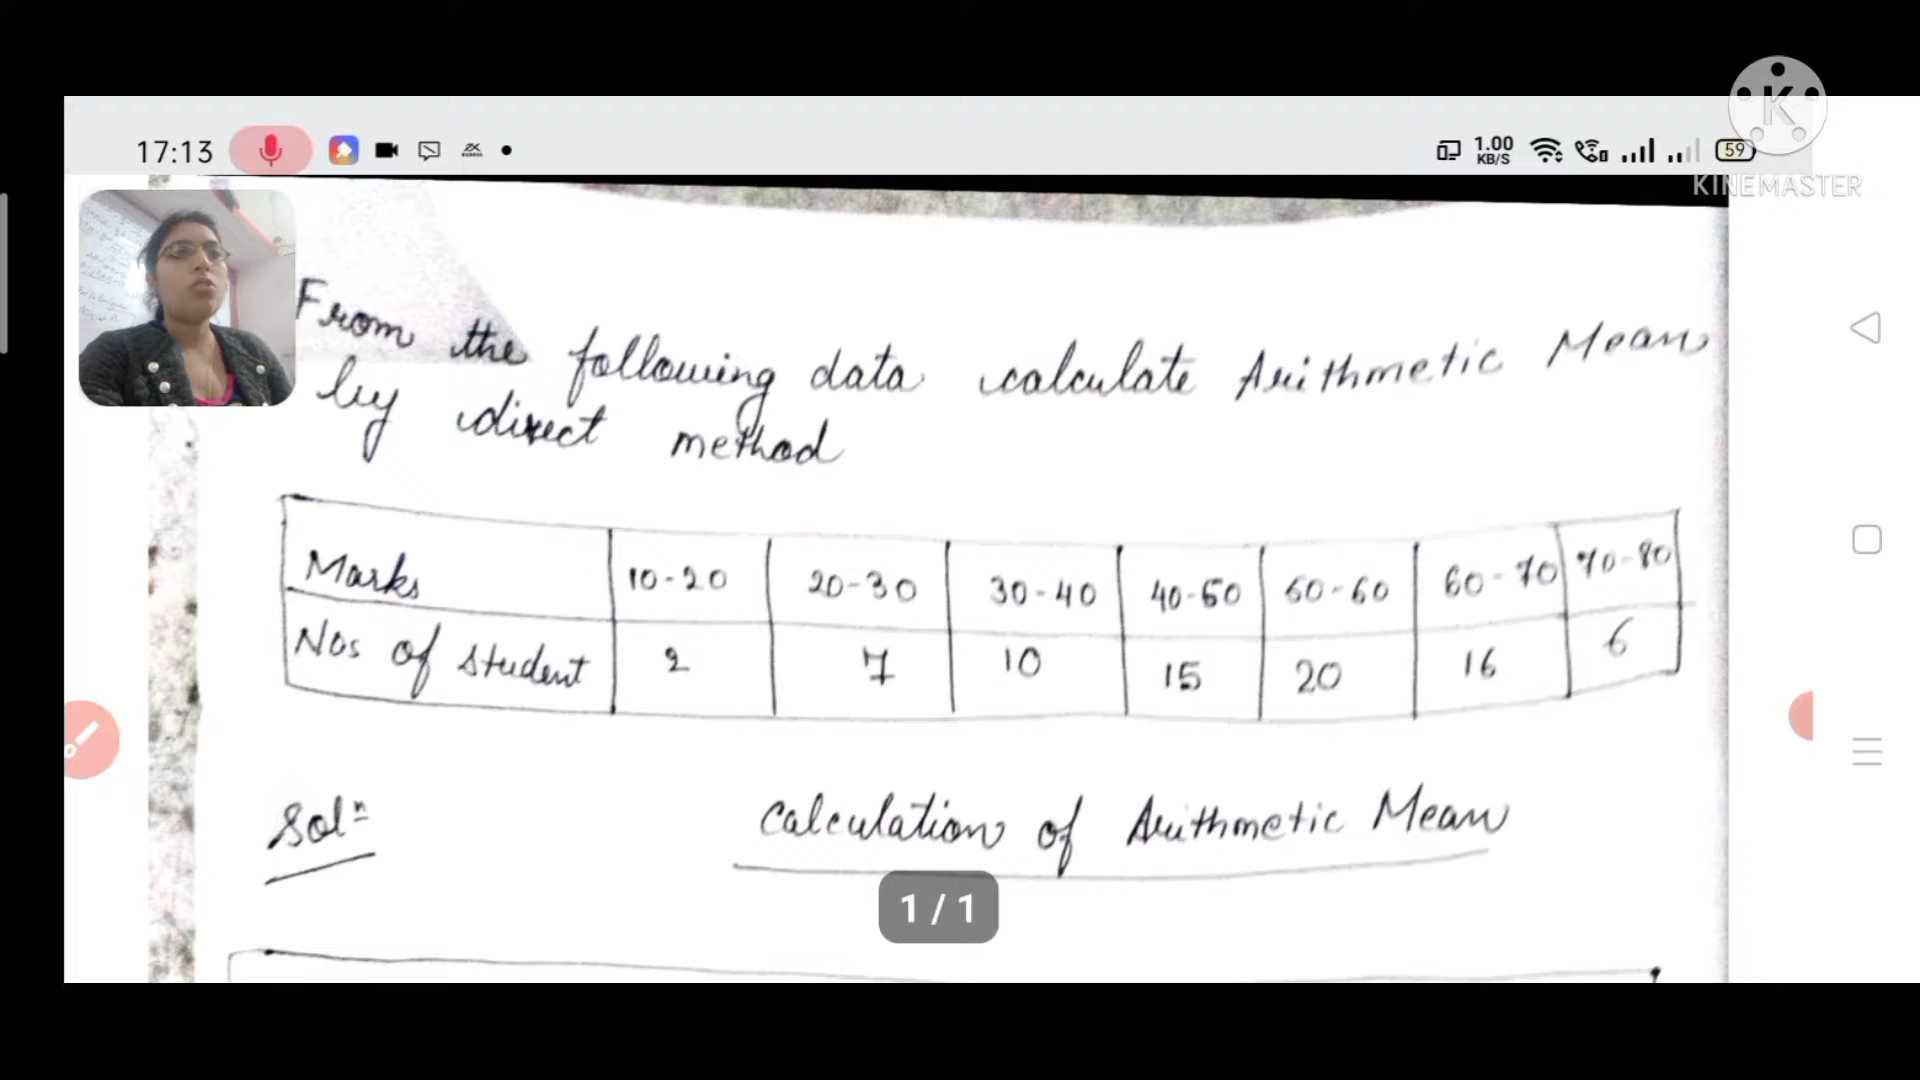 17:13
1.00
KB/S
59
K
KINEMASTER
From the following data calculate Arithmetic Mean
by direct method
Marks 10-20 20-30 30-40 40-50 50-60 60-70 70-80
Nos of student 2 7 10 15 20 16 6
Solⁿ
Calculation of Arithmetic Mean
1 / 1